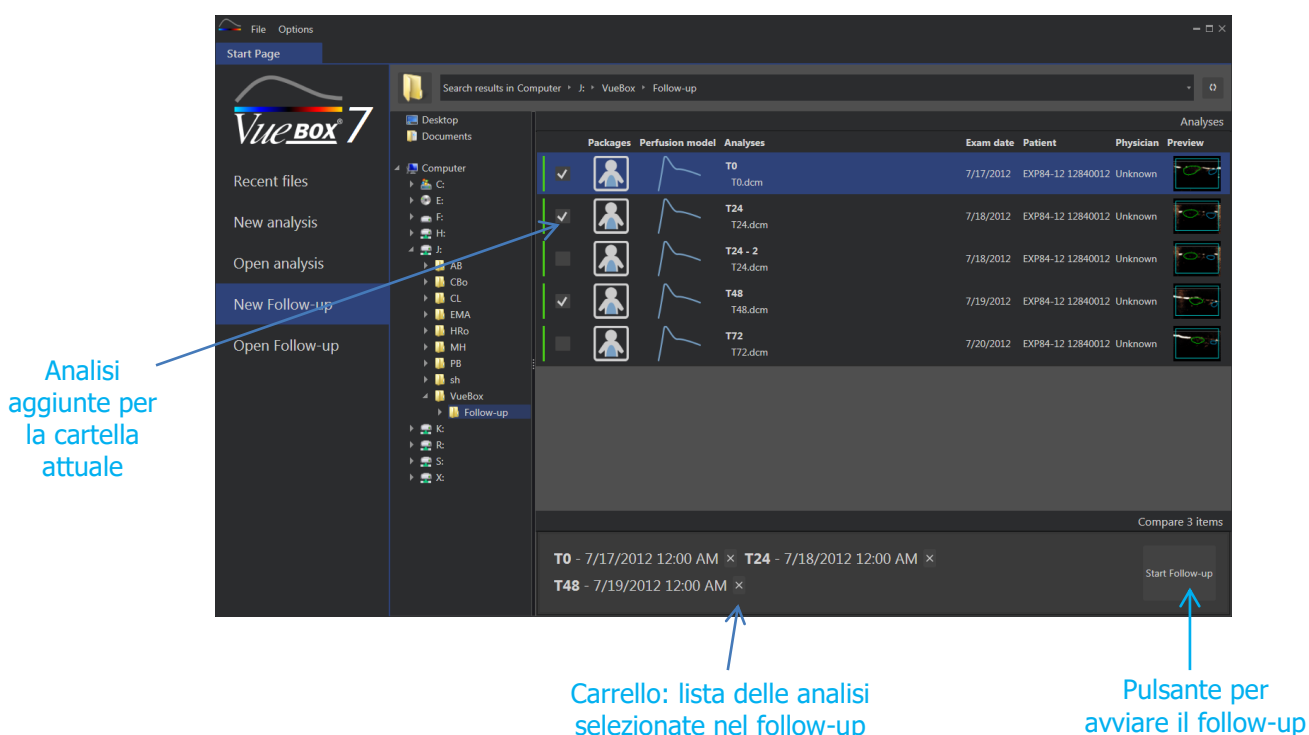 File Options
Start Page
VUEBOX® 7
Recent files
New analysis
Open analysis
New Follow-up
Open Follow-up
Search results in Computer J: VueBox Follow-up
Desktop
Documents
Computer
C:
E:
F:
H:
J:
AB
CBo
CL
EMA
HRo
MH
PB
sh
VueBox
Follow-up
K:
R:
S:
X:
Analyses
Packages Perfusion model Analyses Exam date Patient Physician Preview
T0
T0.dcm
7/17/2012 EXP84-12 12840012 Unknown
T24
T24.dcm
7/18/2012 EXP84-12 12840012 Unknown
T24 - 2
T24.dcm
7/18/2012 EXP84-12 12840012 Unknown
T48
T48.dcm
7/19/2012 EXP84-12 12840012 Unknown
T72
T72.dcm
7/20/2012 EXP84-12 12840012 Unknown
Compare 3 items
T0 - 7/17/2012 12:00 AM × T24 - 7/18/2012 12:00 AM ×
T48 - 7/19/2012 12:00 AM ×
Start Follow-up
Analisi
aggiunte per
la cartella
attuale
Carrello: lista delle analisi
selezionate nel follow-up
Pulsante per
avviare il follow-up